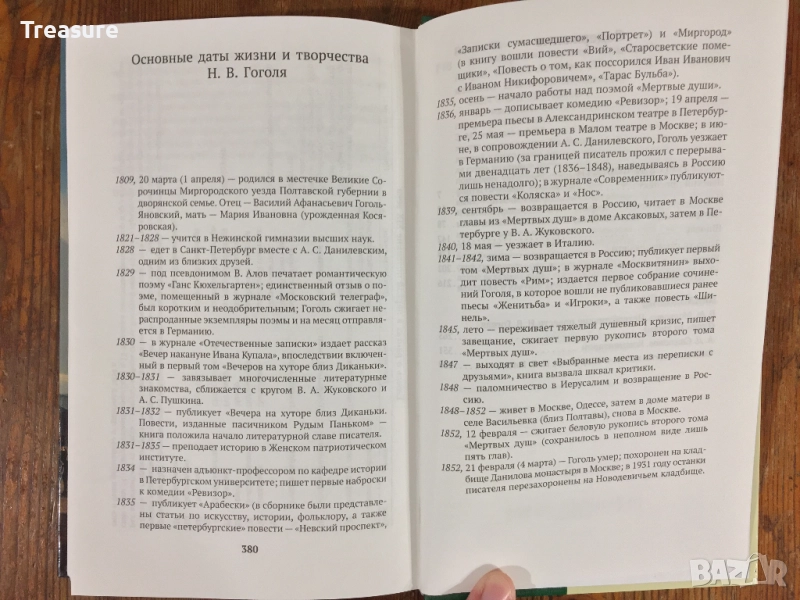 Treasure
Основные даты жизни и творчества
Н. В. Гоголя
1809, 20 марта (1 апреля) — родился в местечке Великие Со-
рочинцы Миргородского уезда Полтавской губернии в
дворянской семье. Отец — Василий Афанасьевич Гоголь-
Яновский, мать — Мария Ивановна (урожденная Кося-
ровская).
1821–1828 — учится в Нежинской гимназии высших наук.
1828 — едет в Санкт-Петербург вместе с А. С. Данилевским,
одним из близких друзей.
1829 — под псевдонимом В. Алов печатает романтическую
поэму «Ганс Кюхельгартен»; единственный отзыв о по-
эме, помещенный в журнале «Московский телеграф»,
был коротким и неодобрительным; Гоголь сжигает не-
распроданные экземпляры поэмы и на месяц отправля-
ется в Германию.
1830 — в журнале «Отечественные записки» издает рассказ
«Вечер накануне Ивана Купала», впоследствии включен-
ный в первый том «Вечеров на хуторе близ Диканьки».
1830–1831 — завязывает многочисленные литературные
знакомства, сближается с кругом В. А. Жуковского и
А. С. Пушкина.
1831–1832 — публикует «Вечера на хуторе близ Диканьки.
Повести, изданные пасичником Рудым Паньком» —
книга положила начало литературной славе писателя.
1831–1835 — преподает историю в Женском патриотическом
институте.
1834 — назначен адъюнкт-профессором по кафедре истории
в Петербургском университете; пишет первые наброски
к комедии «Ревизор».
1835 — публикует «Арабески» (в сборнике были представле-
ны статьи по искусству, истории, фольклору, а также
первые «петербургские» повести — «Невский проспект»,
380
«Записки сумасшедшего», «Портрет») и «Миргород»
(в книгу вошли повести «Вий», «Старосветские поме-
щики», «Повесть о том, как поссорился Иван Иванович
с Иваном Никифоровичем», «Тарас Бульба»).
1835, осень — начало работы над поэмой «Мертвые души».
1836, январь — дописывает комедию «Ревизор»; 19 апреля —
премьера пьесы в Александринском театре в Петербур-
ге, 25 мая — премьера в Малом театре в Москве; в ию-
не, в сопровождении А. С. Данилевского, Гоголь уезжает
в Германию (за границей писатель прожил с перерыва-
ми двенадцать лет (1836–1848), наведываясь в Россию
лишь ненадолго); в журнале «Современник» публикуют-
ся повести «Коляска» и «Нос».
1839, сентябрь — возвращается в Россию, читает в Москве
главы из «Мертвых душ» в доме Аксаковых, затем в Пе-
тербурге у В. А. Жуковского.
1840, 18 мая — уезжает в Италию.
1841–1842, зима — возвращается в Россию; публикует первый
том «Мертвых душ»; в журнале «Москвитянин» выхо-
дит повесть «Рим»; издается первое собрание сочине-
ний Гоголя, в которое вошли не публиковавшиеся ранее
пьесы «Женитьба» и «Игроки», а также повесть «Ши-
нель».
1845, лето — переживает тяжелый душевный кризис, пишет
завещание, сжигает первую рукопись второго тома
«Мертвых душ».
1847 — выходят в свет «Выбранные места из переписки с
друзьями», книга вызвала шквал критики.
1848 — паломничество в Иерусалим и возвращение в Рос-
сию.
1848–1852 — живет в Москве, Одессе, затем в доме матери в
селе Васильевка (близ Полтавы), снова в Москве.
1852, 12 февраля — сжигает беловую рукопись второго тома
«Мертвых душ» (сохранилось в неполном виде лишь
пять глав).
1852, 21 февраля (4 марта) — Гоголь умер; похоронен на клад-
бище Данилова монастыря в Москве; в 1931 году останки
писателя перезахоронены на Новодевичьем кладбище.
BAZAR